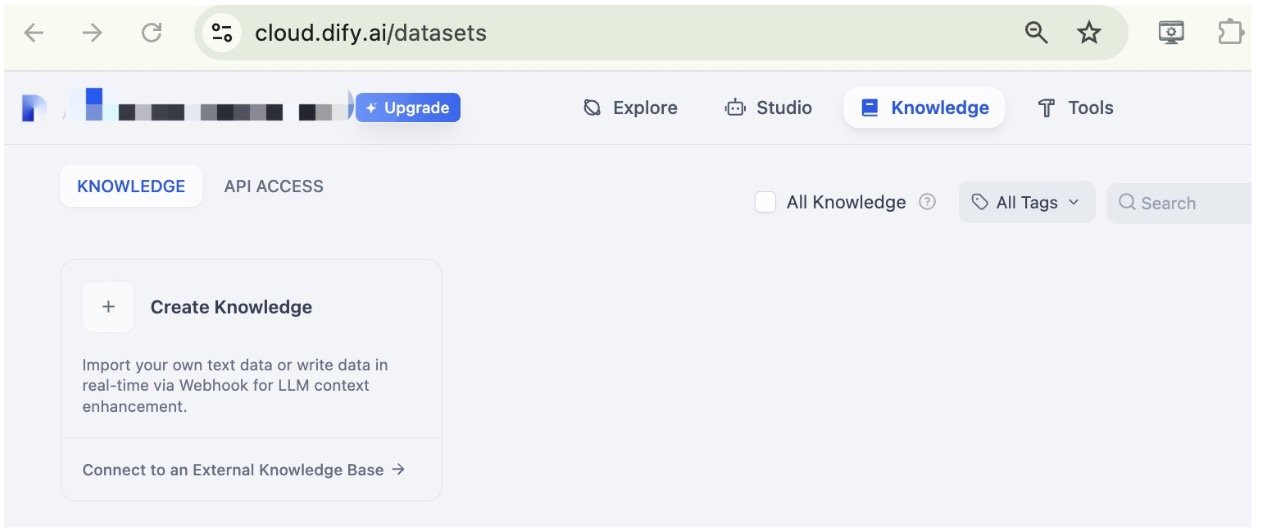 cloud.dify.ai/datasets
Upgrade
Explore
Studio
Knowledge
Tools
KNOWLEDGE
API ACCESS
All Knowledge
All Tags
Search
Create Knowledge
Import your own text data or write data in
real-time via Webhook for LLM context
enhancement.
Connect to an External Knowledge Base →